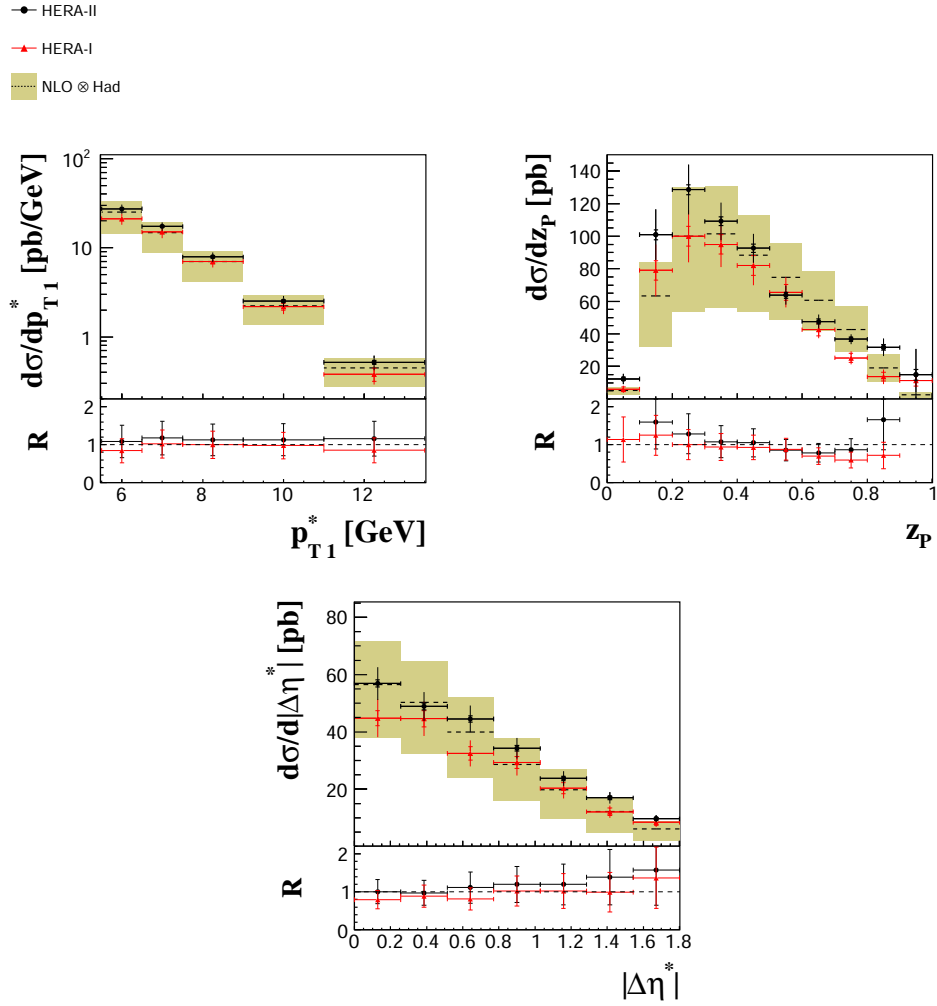 HERA-II
HERA-I
NLO ⊗ Had
dσ/dp*T 1 [pb/GeV]
10²
10
1
R
2
1
0
6 8 10 12
p*T 1 [GeV]
dσ/dzP [pb]
140
120
100
80
60
40
20
R
2
1
0
0 0.2 0.4 0.6 0.8 1
zP
dσ/d|Δη*| [pb]
80
60
40
20
R
2
1
0
0 0.2 0.4 0.6 0.8 1 1.2 1.4 1.6 1.8
|Δη*|